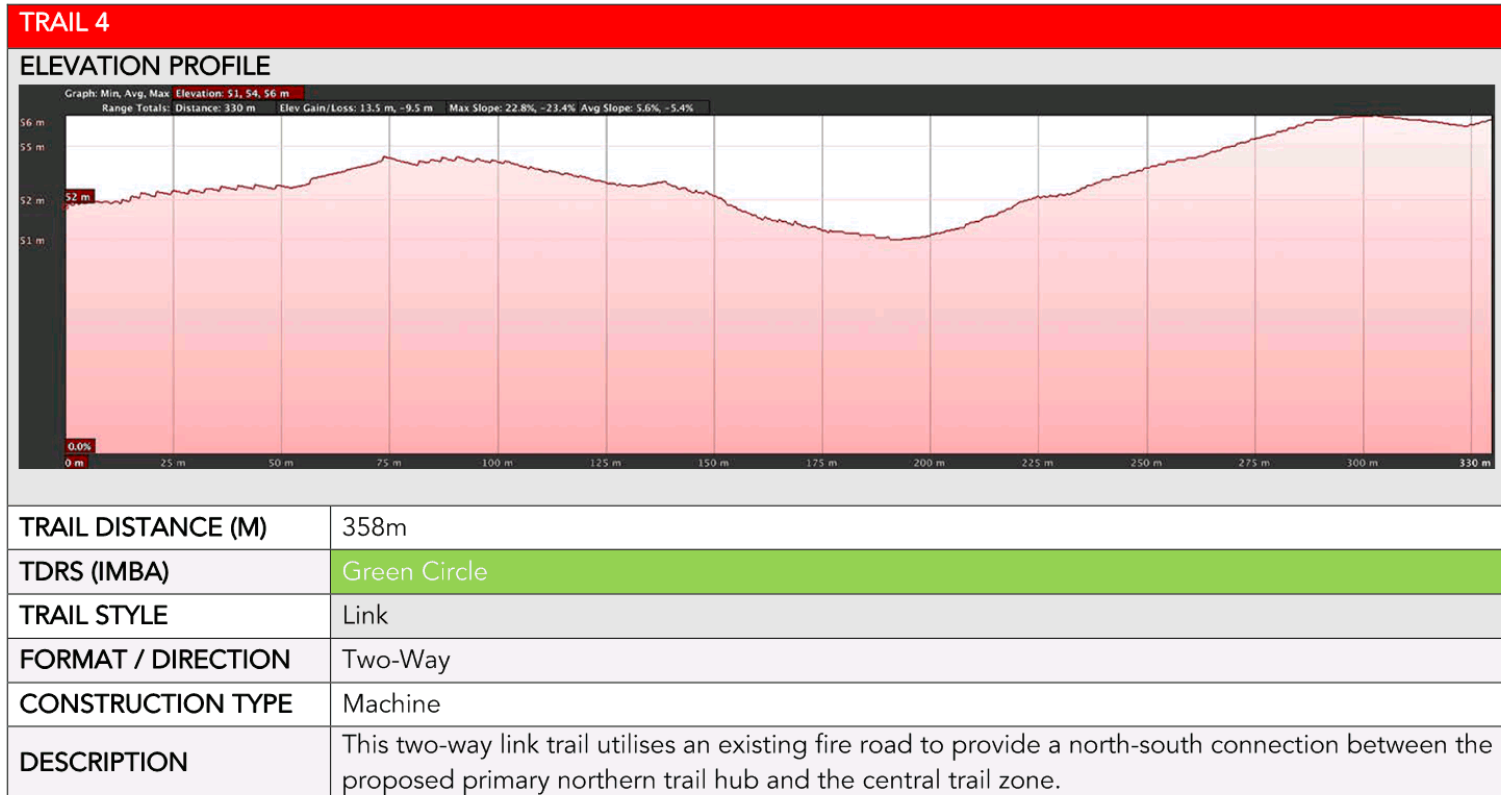 TRAIL 4
ELEVATION PROFILE
Graph: Min, Avg, Max Elevation: 51, 54, 56 m
Range Totals: Distance: 330 m Elev Gain/Loss: 13.5 m, -9.5 m Max Slope: 22.8%, -23.4% Avg Slope: 5.6%, -5.4%
56 m
55 m
52 m 52 m
51 m
0.0%
0 m 25 m 50 m 75 m 100 m 125 m 150 m 175 m 200 m 225 m 250 m 275 m 300 m 330 m
TRAIL DISTANCE (M) 358m
TDRS (IMBA) Green Circle
TRAIL STYLE Link
FORMAT / DIRECTION Two-Way
CONSTRUCTION TYPE Machine
DESCRIPTION This two-way link trail utilises an existing fire road to provide a north-south connection between the
proposed primary northern trail hub and the central trail zone.